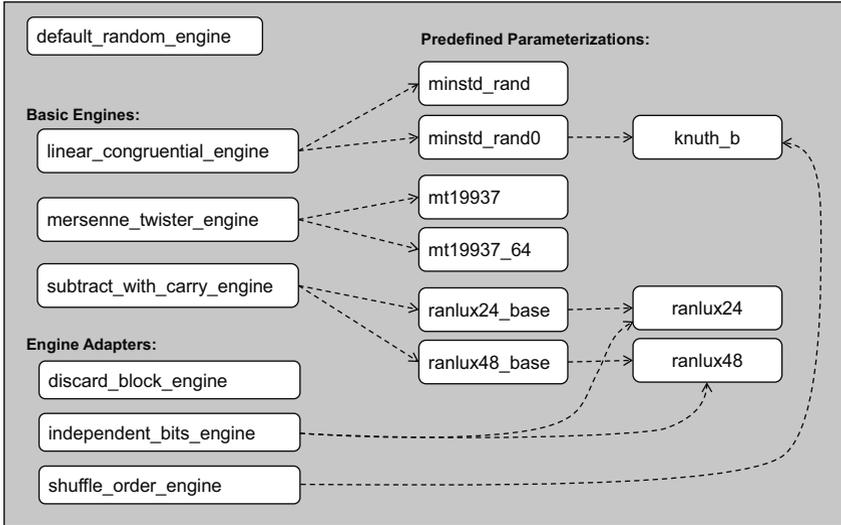 default_random_engine
Predefined Parameterizations:
minstd_rand
Basic Engines:
linear_congruential_engine
minstd_rand0
knuth_b
mersenne_twister_engine
mt19937
mt19937_64
subtract_with_carry_engine
ranlux24_base
ranlux24
Engine Adapters:
ranlux48_base
ranlux48
discard_block_engine
independent_bits_engine
shuffle_order_engine